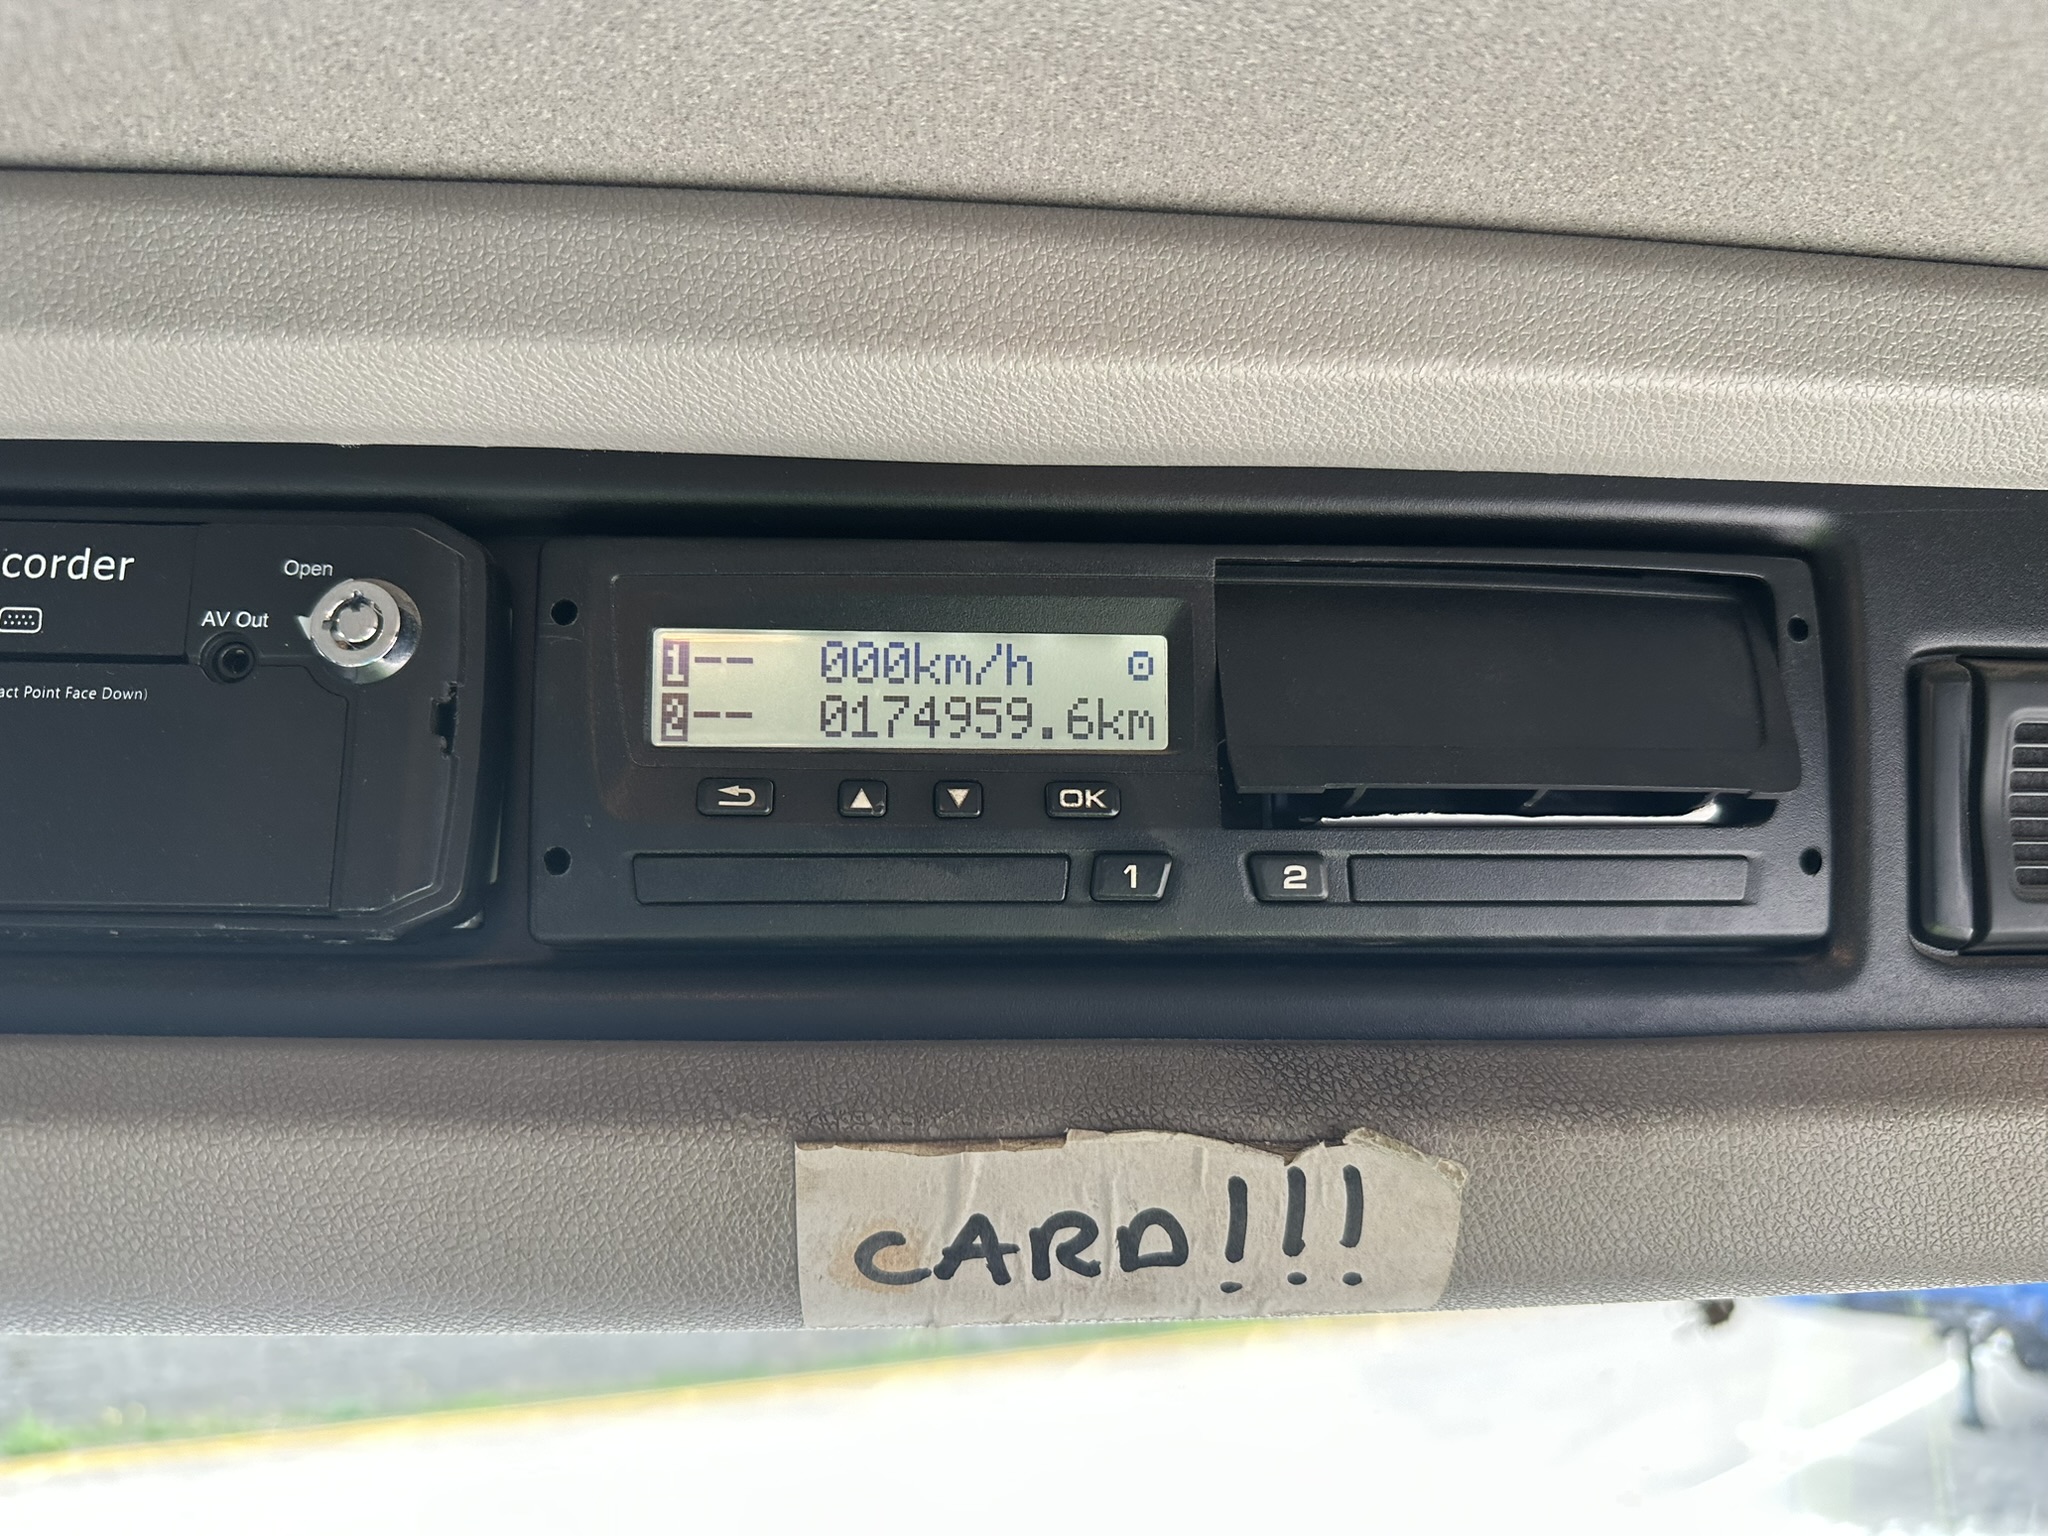 corder
Open
AV Out
act Point Face Down)
1-- 000km/h
2-- 0174959.6km
OK
1 2
CARD!!!